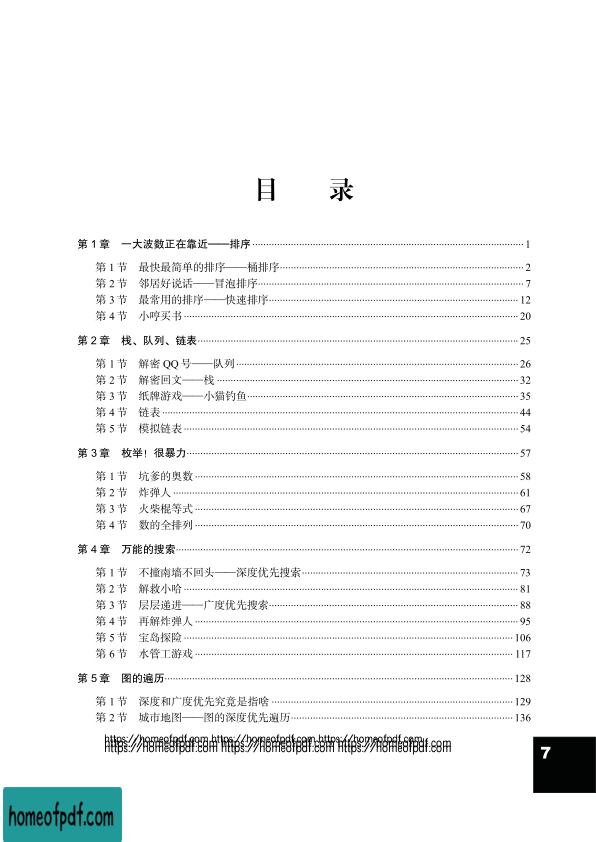 目 录
第 1 章 一大波数正在靠近——排序 1
第 1 节 最快最简单的排序——桶排序 2
第 2 节 邻居好说话——冒泡排序 7
第 3 节 最常用的排序——快速排序 12
第 4 节 小哼买书 20
第 2 章 栈、队列、链表 25
第 1 节 解密 QQ 号——队列 26
第 2 节 解密回文——栈 32
第 3 节 纸牌游戏——小猫钓鱼 35
第 4 节 链表 44
第 5 节 模拟链表 54
第 3 章 枚举！很暴力 57
第 1 节 坑爹的奥数 58
第 2 节 炸弹人 61
第 3 节 火柴棍等式 67
第 4 节 数的全排列 70
第 4 章 万能的搜索 72
第 1 节 不撞南墙不回头——深度优先搜索 73
第 2 节 解救小哈 81
第 3 节 层层递进——广度优先搜索 88
第 4 节 再解炸弹人 95
第 5 节 宝岛探险 106
第 6 节 水管工游戏 117
第 5 章 图的遍历 128
第 1 节 深度和广度优先究竟是指啥 129
第 2 节 城市地图——图的深度优先遍历 136
https://homeofpdf.com https://homeofpdf.com https://homeofpdf.com
https://homeofpdf.com https://homeofpdf.com https://homeofpdf.com
7
homeofpdf.com